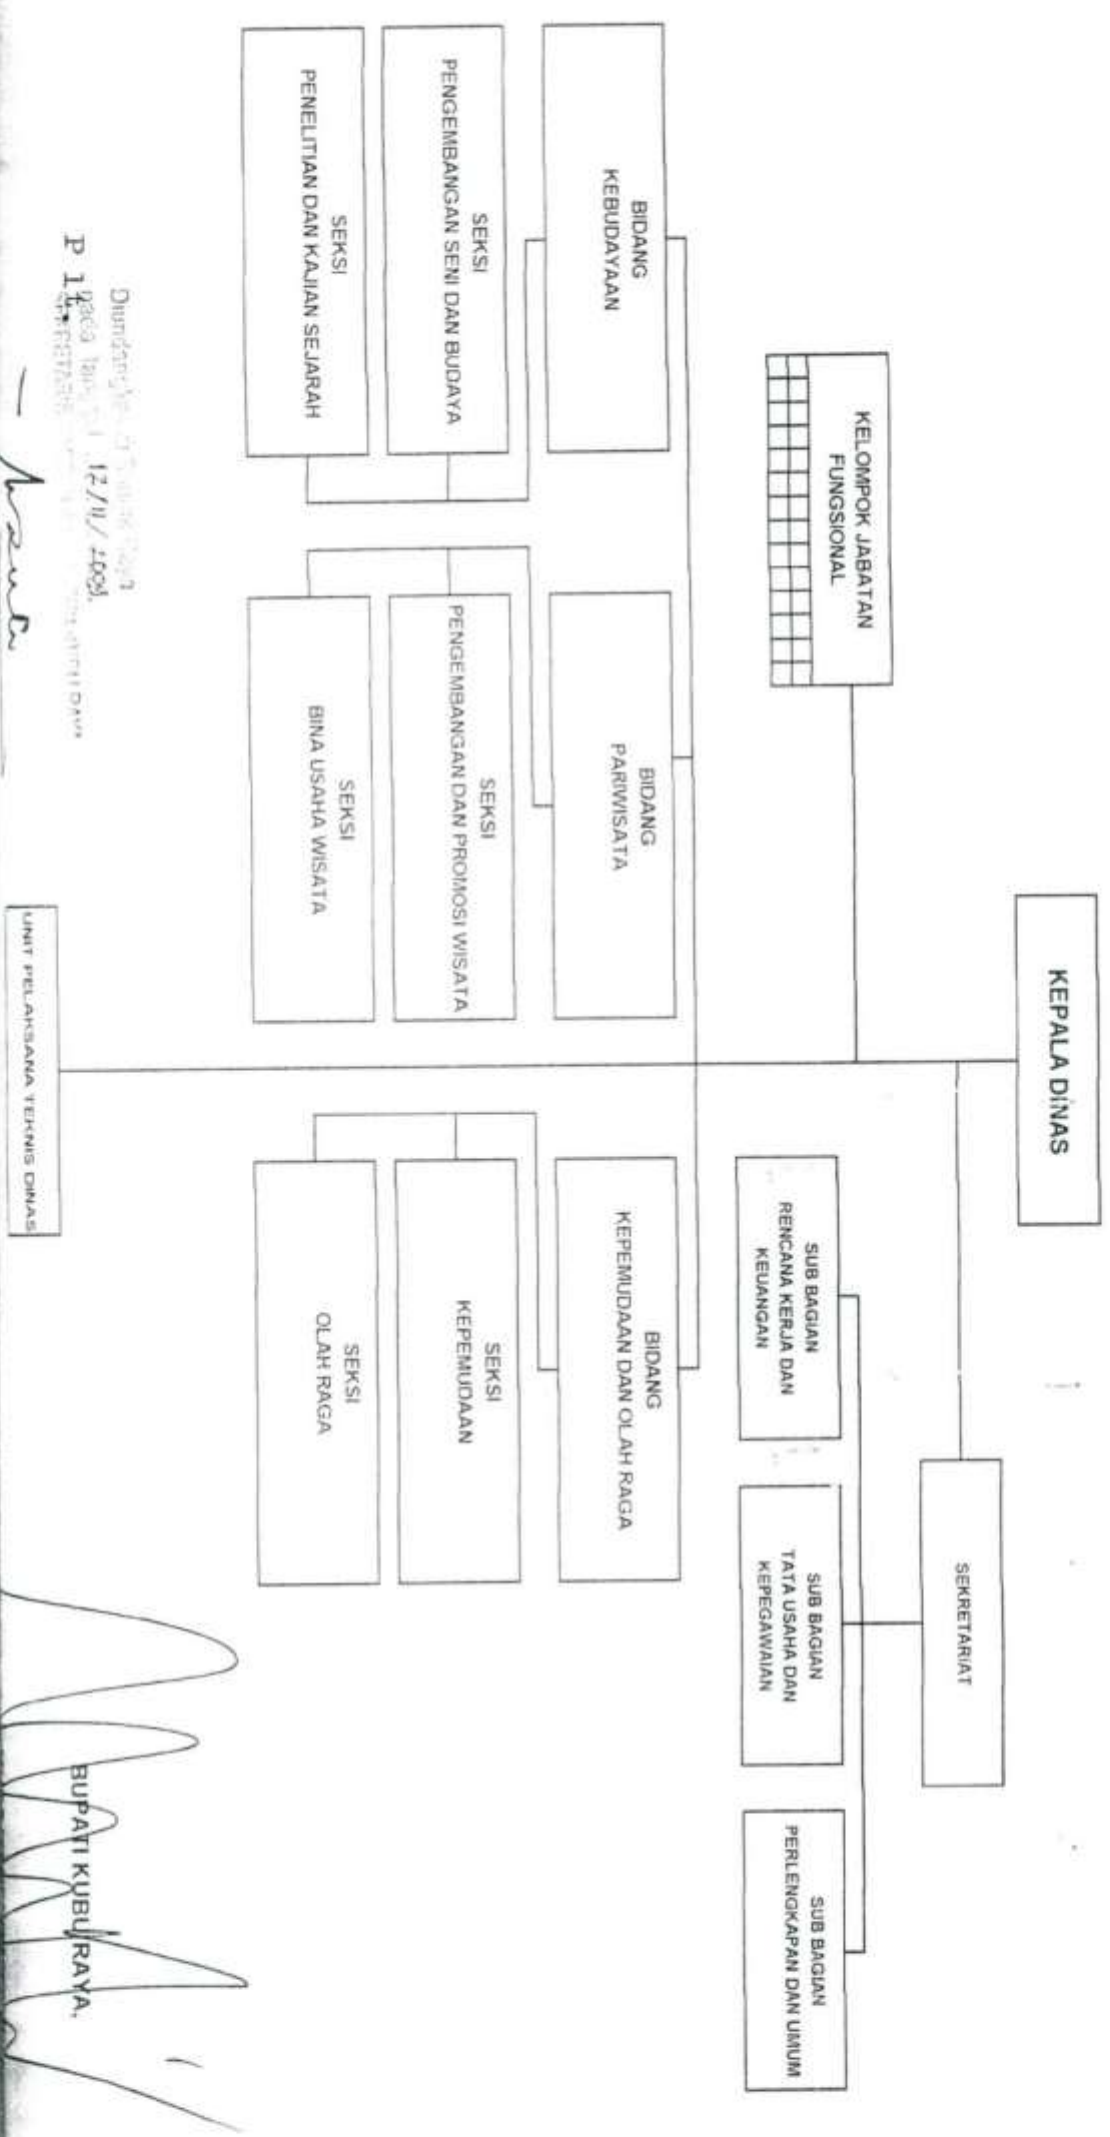 KEPALA DINAS
KELOMPOK JABATAN
FUNGSIONAL
SEKRETARIAT
SUB BAGIAN
RENCANA KERJA DAN
KEUANGAN
SUB BAGIAN
TATA USAHA DAN
KEPEGAWAIAN
SUB BAGIAN
PERLENGKAPAN DAN UMUM
BIDANG
KEBUDAYAAN
BIDANG
PARIWISATA
BIDANG
KEPEMUDAAN DAN OLAH RAGA
SEKSI
PENGEMBANGAN SENI DAN BUDAYA
SEKSI
PENGEMBANGAN DAN PROMOSI WISATA
SEKSI
KEPEMUDAAN
SEKSI
PENELITIAN DAN KAJIAN SEJARAH
SEKSI
BINA USAHA WISATA
SEKSI
OLAH RAGA
12/11/2009.
UNIT PELAKSANA TEKNIS DINAS
BUPATI KUBU RAYA,